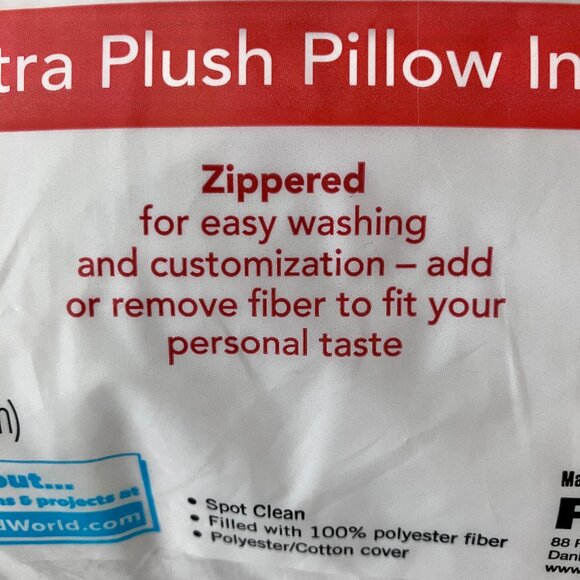 tra Plush Pillow In
Zippered
for easy washing
and customization – add
or remove fiber to fit your
personal taste
n)
out...
ns & projects at
dWorld.com
• Spot Clean
• Filled with 100% polyester fiber
• Polyester/Cotton cover
Ma
88
Dan
www.